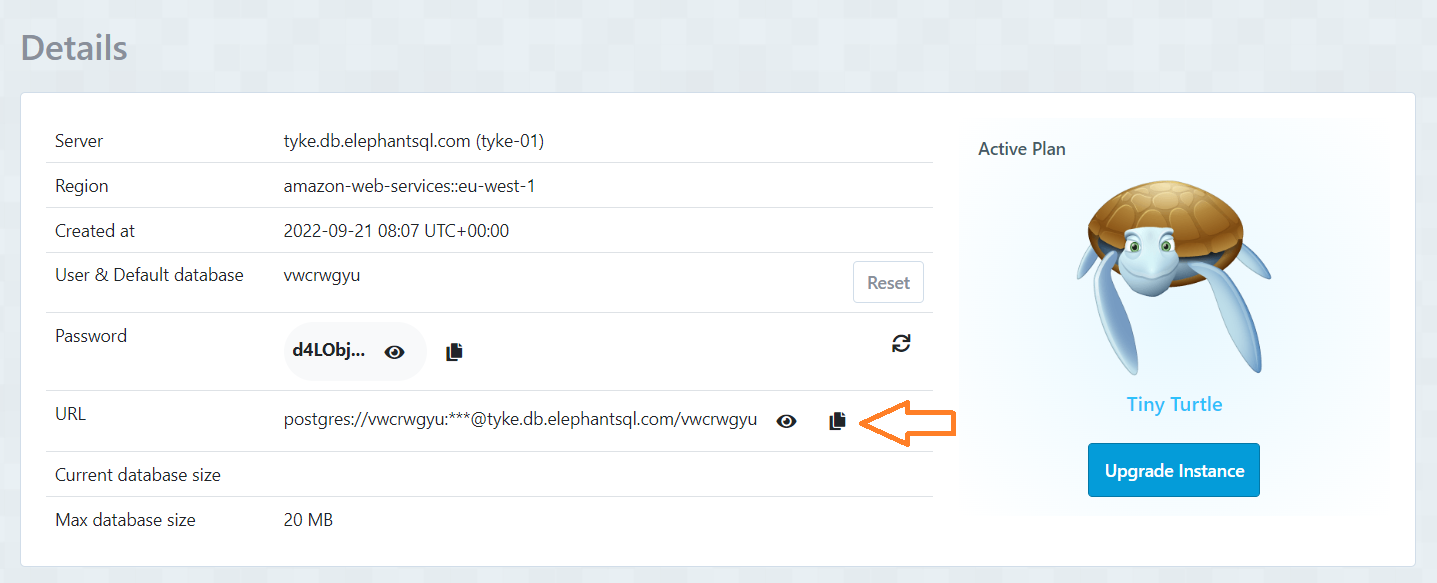 Details
Server tyke.db.elephantsql.com (tyke-01)
Region amazon-web-services::eu-west-1
Created at 2022-09-21 08:07 UTC+00:00
User & Default database vwcrwgyu
Reset
Password d4LObj...
URL postgres://vwcrwgyu:***@tyke.db.elephantsql.com/vwcrwgyu
Current database size
Max database size 20 MB
Active Plan
Tiny Turtle
Upgrade Instance